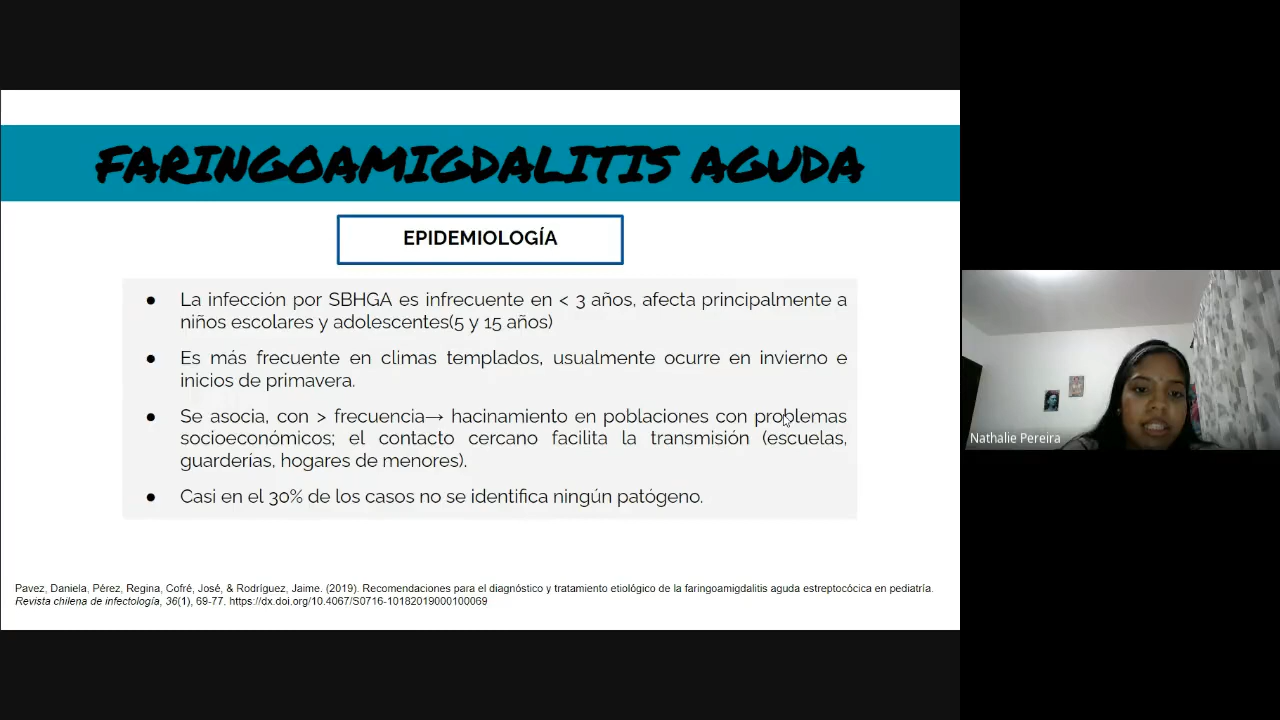 FARINGOAMIGDALITIS AGUDA
EPIDEMIOLOGÍA
● La infección por SBHGA es infrecuente en < 3 años, afecta principalmente a
niños escolares y adolescentes(5 y 15 años)
● Es más frecuente en climas templados, usualmente ocurre en invierno e
inicios de primavera.
● Se asocia, con > frecuencia→ hacinamiento en poblaciones con problemas
socioeconómicos; el contacto cercano facilita la transmisión (escuelas,
guarderías, hogares de menores).
● Casi en el 30% de los casos no se identifica ningún patógeno.
Pavez, Daniela, Pérez, Regina, Cofré, José, & Rodríguez, Jaime. (2019). Recomendaciones para el diagnóstico y tratamiento etiológico de la faringoamigdalitis aguda estreptocócica en pediatría.
Revista chilena de infectología, 36(1), 69-77. https://dx.doi.org/10.4067/S0716-10182019000100069
Nathalie Pereira